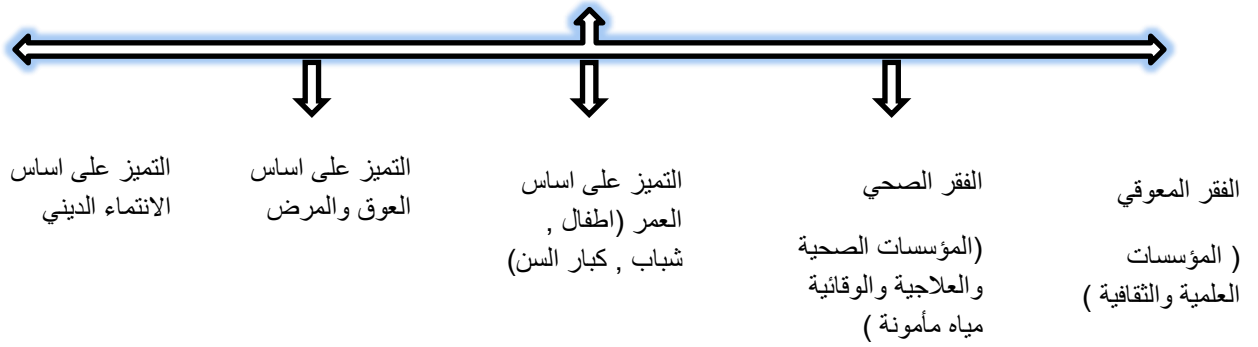 الفقر المعوقي
( المؤسسات
العلمية والثقافية )
الفقر الصحي
(المؤسسات الصحية
والعلاجية والوقائية
مياه مأمونة )
التميز على اساس
العمر (اطفال ,
شباب , كبار السن)
التميز على اساس
العوق والمرض
التميز على اساس
الانتماء الديني